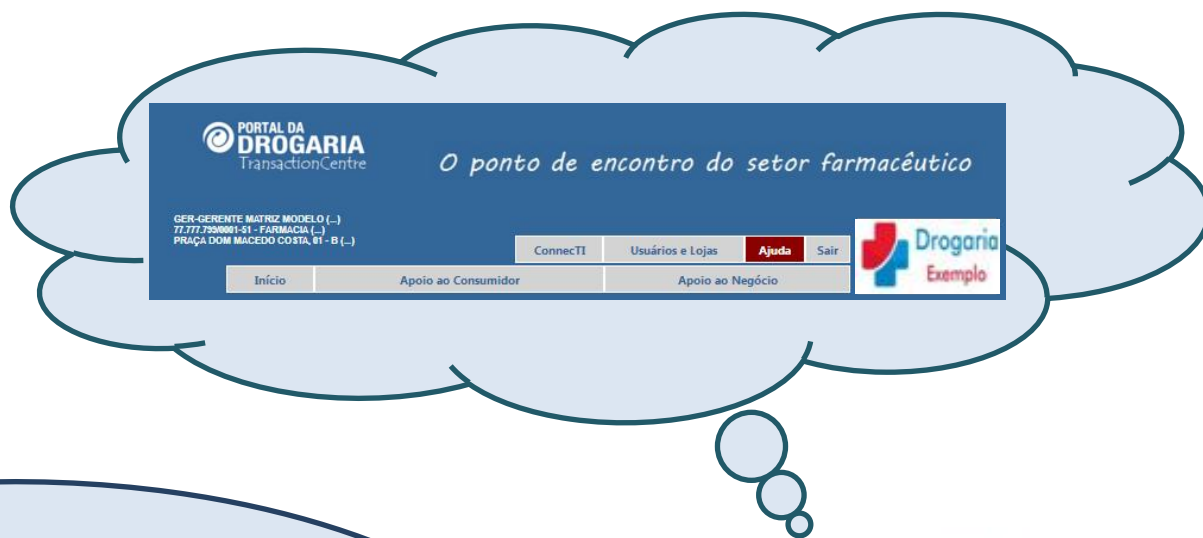 PORTAL DA
DROGARIA
TransactionCentre
O ponto de encontro do setor farmacêutico
GER-GERENTE MATRIZ MODELO (...)
77.777.799/0001-51 - FARMACIA (...)
PRAÇA DOM MACEDO COSTA, 01 - B (...)
ConnecTI Usuários e Lojas Ajuda Sair
Drogaria
Exemplo
Início Apoio ao Consumidor Apoio ao Negócio